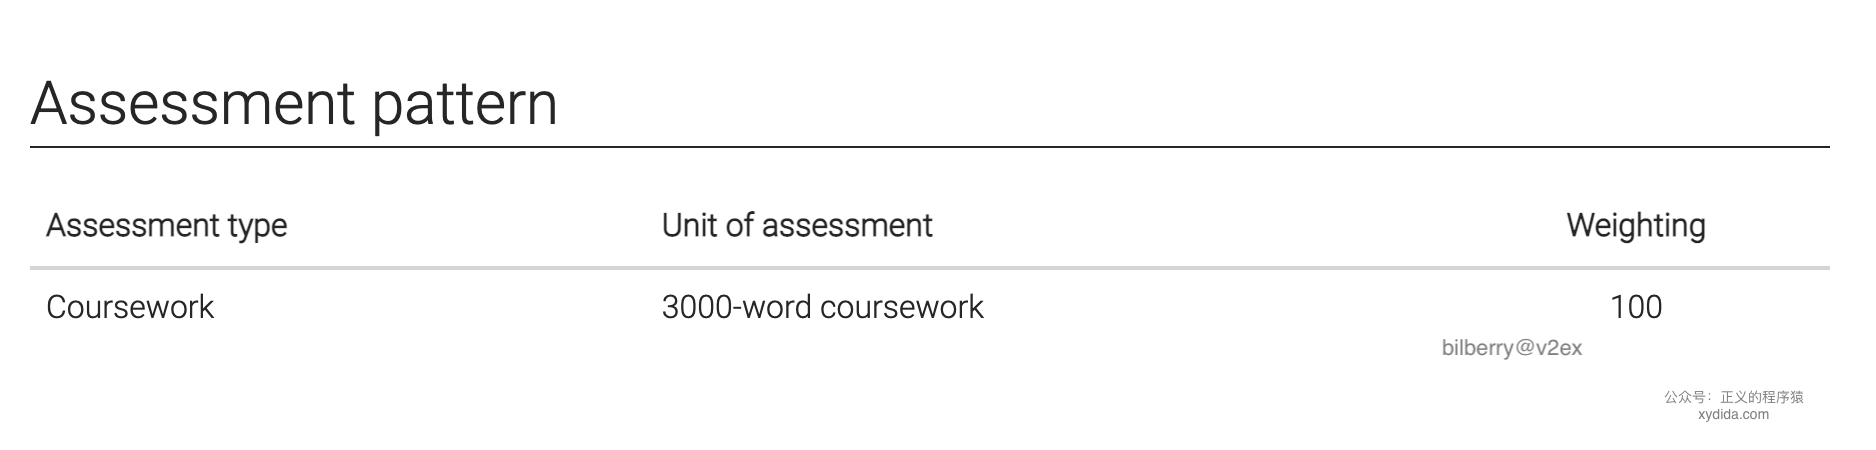 Assessment pattern
Assessment type Unit of assessment Weighting
Coursework 3000-word coursework 100
bilberry@v2ex
公众号：正义的程序猿
xydida.com